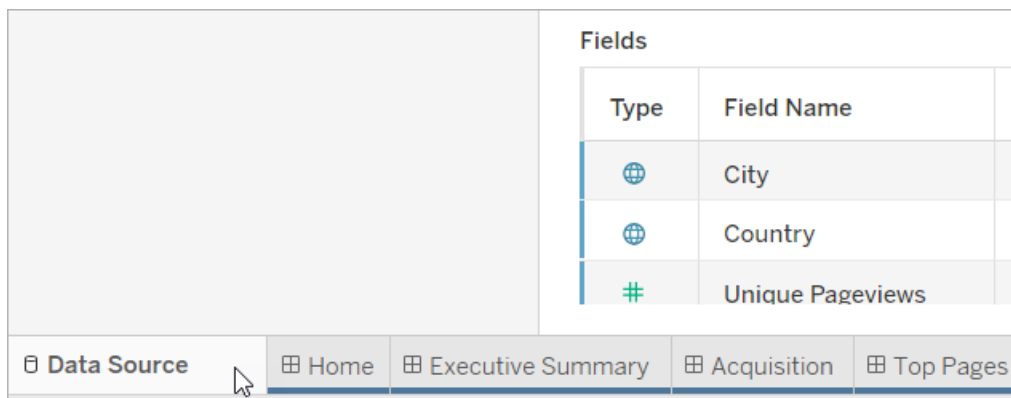 Fields
Type Field Name
City
Country
# Unique Pageviews
Data Source Home Executive Summary Acquisition Top Pages